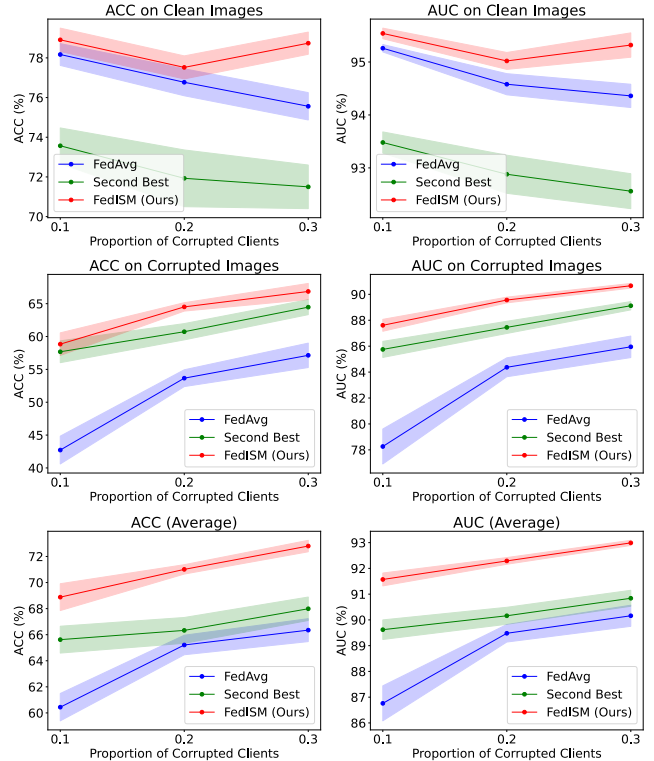 ACC on Clean Images
ACC (%)
78
76
74
72
70
FedAvg
Second Best
FedISM (Ours)
0.1 0.2 0.3
Proportion of Corrupted Clients
AUC on Clean Images
AUC (%)
95
94
93
FedAvg
Second Best
FedISM (Ours)
0.1 0.2 0.3
Proportion of Corrupted Clients
ACC on Corrupted Images
ACC (%)
65
60
55
50
45
40
FedAvg
Second Best
FedISM (Ours)
0.1 0.2 0.3
Proportion of Corrupted Clients
AUC on Corrupted Images
AUC (%)
90
88
86
84
82
80
78
FedAvg
Second Best
FedISM (Ours)
0.1 0.2 0.3
Proportion of Corrupted Clients
ACC (Average)
ACC (%)
72
70
68
66
64
62
60
FedAvg
Second Best
FedISM (Ours)
0.1 0.2 0.3
Proportion of Corrupted Clients
AUC (Average)
AUC (%)
93
92
91
90
89
88
87
86
FedAvg
Second Best
FedISM (Ours)
0.1 0.2 0.3
Proportion of Corrupted Clients